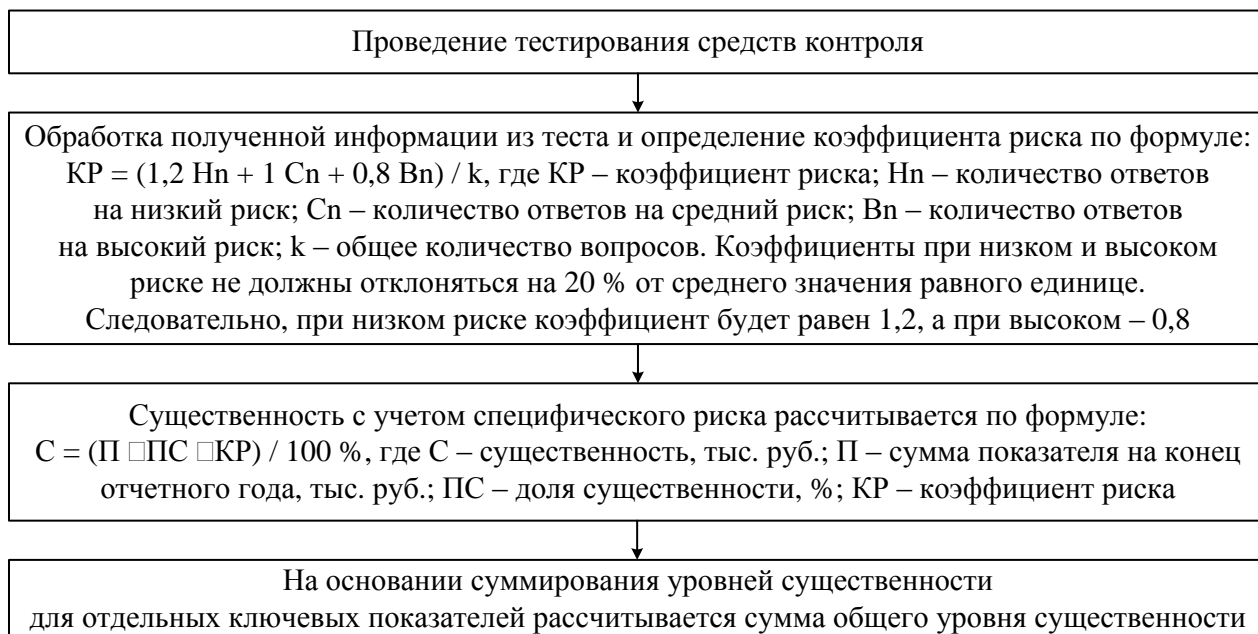 Проведение тестирования средств контроля
Обработка полученной информации из теста и определение коэффициента риска по формуле:
КР = (1,2 Нn + 1 Сn + 0,8 Вn) / k, где КР – коэффициент риска; Нn – количество ответов
на низкий риск; Сn – количество ответов на средний риск; Вn – количество ответов
на высокий риск; k – общее количество вопросов. Коэффициенты при низком и высоком
риске не должны отклоняться на 20 % от среднего значения равного единице.
Следовательно, при низком риске коэффициент будет равен 1,2, а при высоком – 0,8
Существенность с учетом специфического риска рассчитывается по формуле:
С = (П □ПС □КР) / 100 %, где С – существенность, тыс. руб.; П – сумма показателя на конец
отчетного года, тыс. руб.; ПС – доля существенности, %; КР – коэффициент риска
На основании суммирования уровней существенности
для отдельных ключевых показателей рассчитывается сумма общего уровня существенности